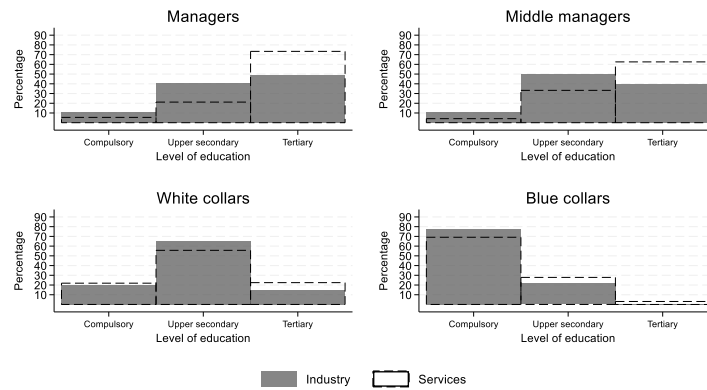 Managers
Percentage
90
80
70
60
50
40
30
20
10
Compulsory Upper secondary Tertiary
Level of education
Middle managers
Percentage
90
80
70
60
50
40
30
20
10
Compulsory Upper secondary Tertiary
Level of education
White collars
Percentage
90
80
70
60
50
40
30
20
10
Compulsory Upper secondary Tertiary
Level of education
Blue collars
Percentage
90
80
70
60
50
40
30
20
10
Compulsory Upper secondary Tertiary
Level of education
Industry Services